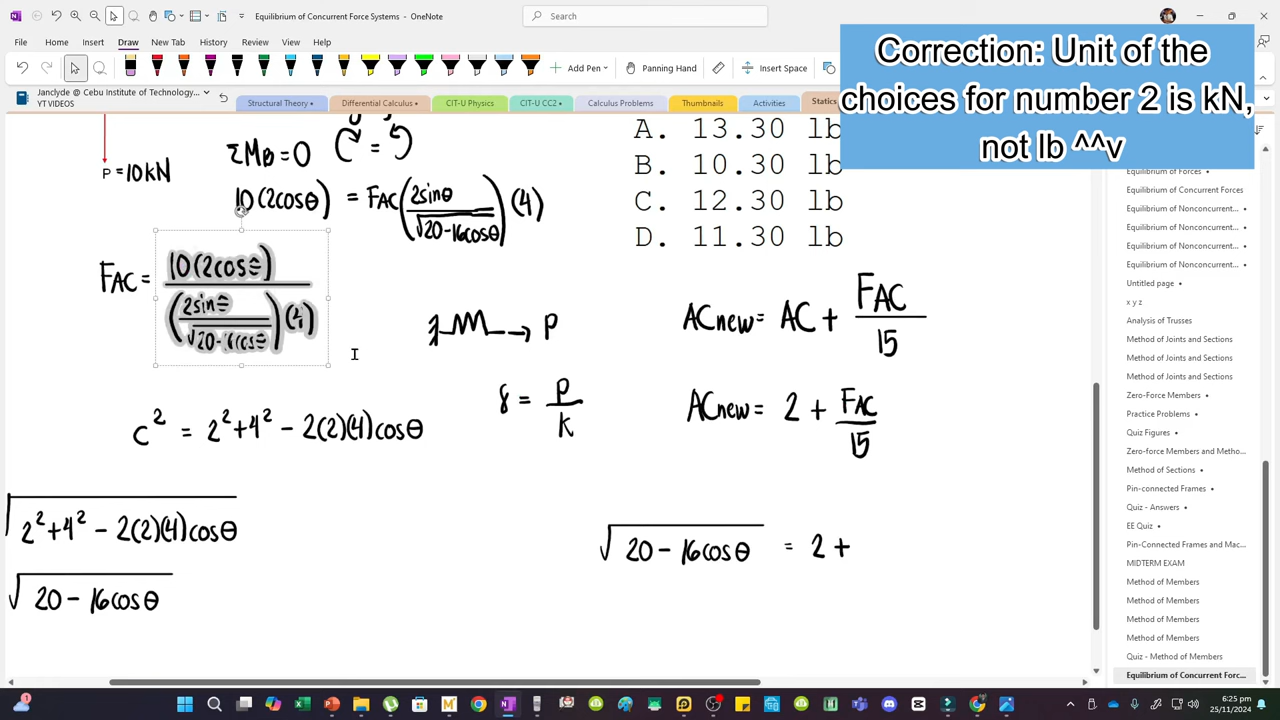 Equilibrium of Concurrent Force Systems - OneNote
Search
File Home Insert Draw New Tab History Review View Help
Add Pen
Panning Hand
Insert Space
Correction: Unit of the
choices for number 2 is kN,
not lb ^^v
Janclyde @ Cebu Institute of Technology...
YT VIDEOS
Structural Theory
Differential Calculus
CIT-U Physics
CIT-U CC2
Calculus Problems
Thumbnails
Activities
Statics
P = 10 kN
ΣMB = 0
10(2cosθ) = FAC(2sinθ/√20-16cosθ)(4)
FAC = 10(2cosθ)/((2sinθ/√20-16cosθ)(4))
c² = 2² + 4² - 2(2)(4)cosθ
√2² + 4² - 2(2)(4)cosθ
√20 - 16cosθ
P
δ = P/k
A. 13.30 lb
B. 10.30 lb
C. 12.30 lb
D. 11.30 lb
ACnew = AC + FAC/15
ACnew = 2 + FAC/15
√20 - 16cosθ = 2 +
Equilibrium of Forces
Equilibrium of Concurrent Forces
Equilibrium of Nonconcurrent...
Equilibrium of Nonconcurrent...
Equilibrium of Nonconcurrent...
Equilibrium of Nonconcurrent...
Untitled page
x y z
Analysis of Trusses
Method of Joints and Sections
Method of Joints and Sections
Method of Joints and Sections
Zero-Force Members
Practice Problems
Quiz Figures
Zero-force Members and Metho...
Method of Sections
Pin-connected Frames
Quiz - Answers
EE Quiz
Pin-Connected Frames and Mac...
MIDTERM EXAM
Method of Members
Method of Members
Method of Members
Method of Members
Quiz - Method of Members
Equilibrium of Concurrent Forc...
6:25 pm
25/11/2024